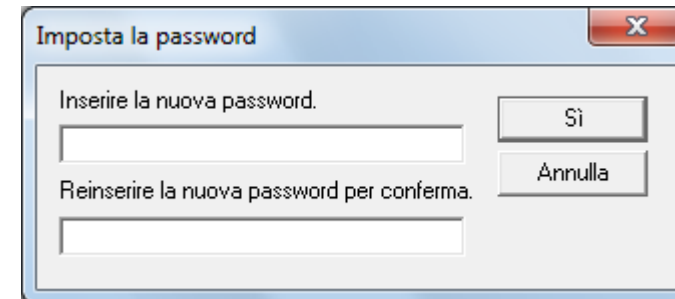 Imposta la password
Inserire la nuova password.
Sì
Annulla
Reinserire la nuova password per conferma.